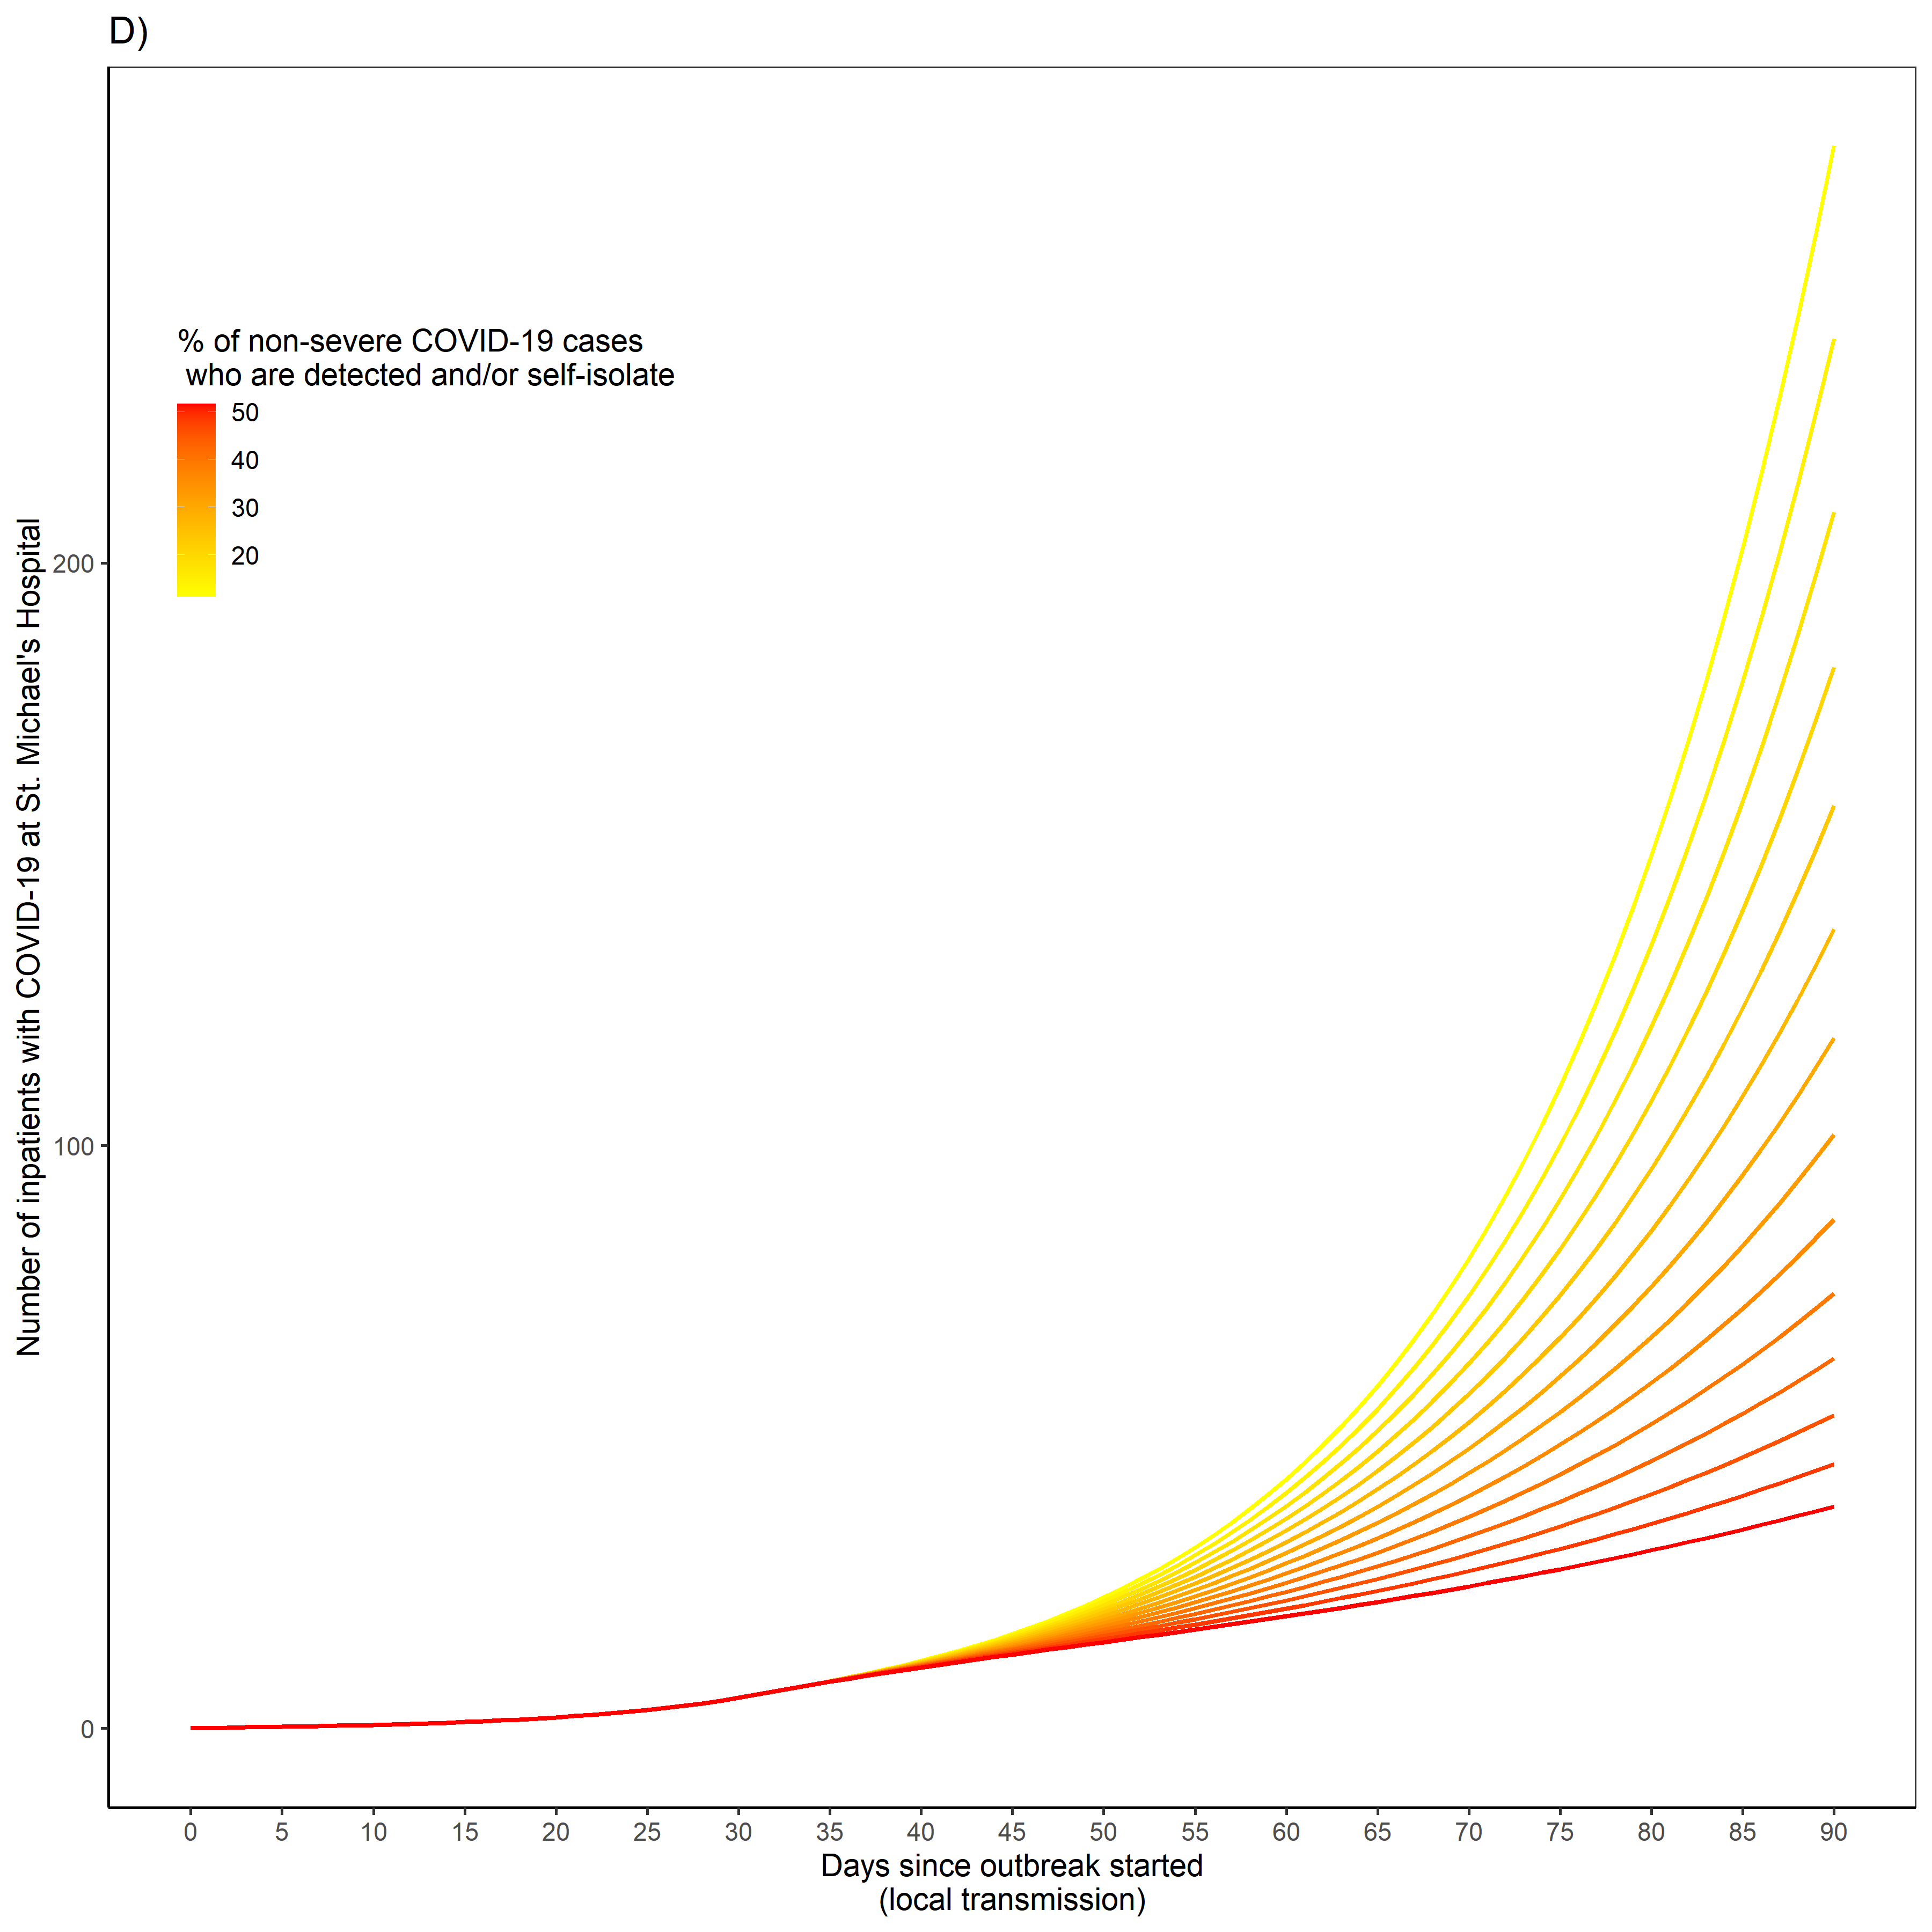 D)
% of non-severe COVID-19 cases
who are detected and/or self-isolate
50
40
30
20
Number of inpatients with COVID-19 at St. Michael's Hospital
200
100
0
0 5 10 15 20 25 30 35 40 45 50 55 60 65 70 75 80 85 90
Days since outbreak started
(local transmission)